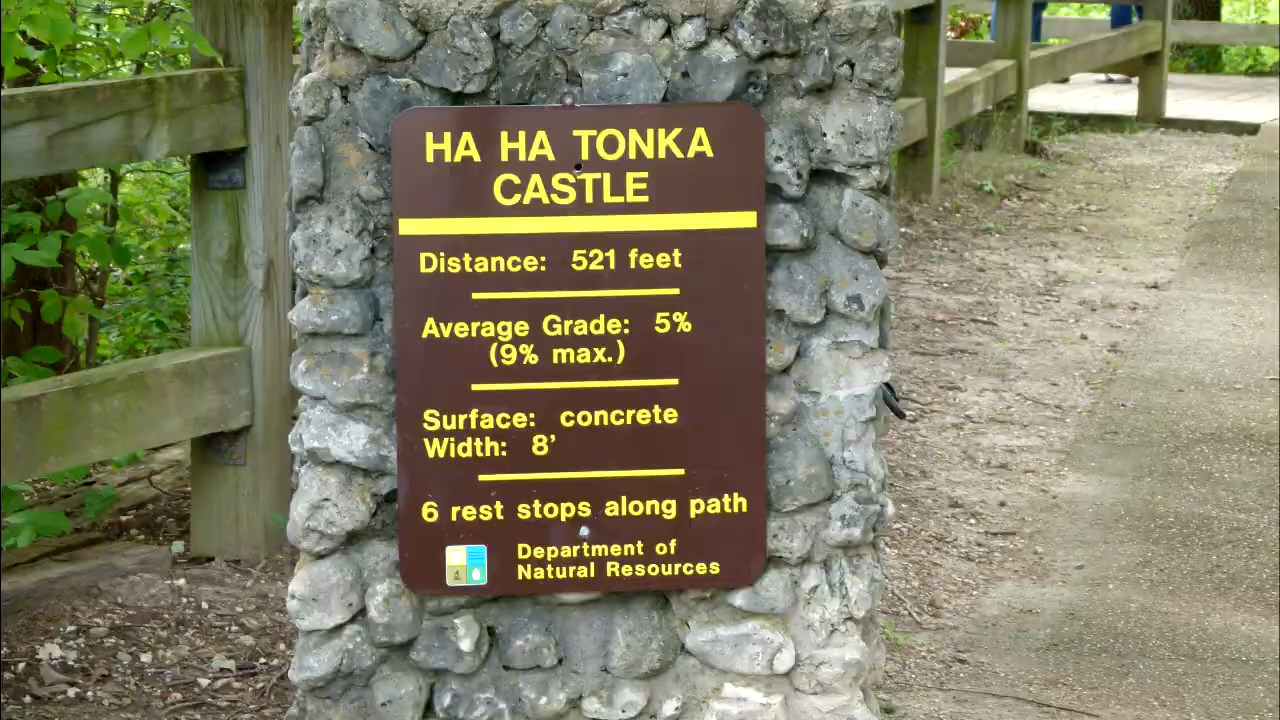 HA HA TONKA
CASTLE
Distance: 521 feet
Average Grade: 5%
(9% max.)
Surface: concrete
Width: 8'
6 rest stops along path
Department of
Natural Resources